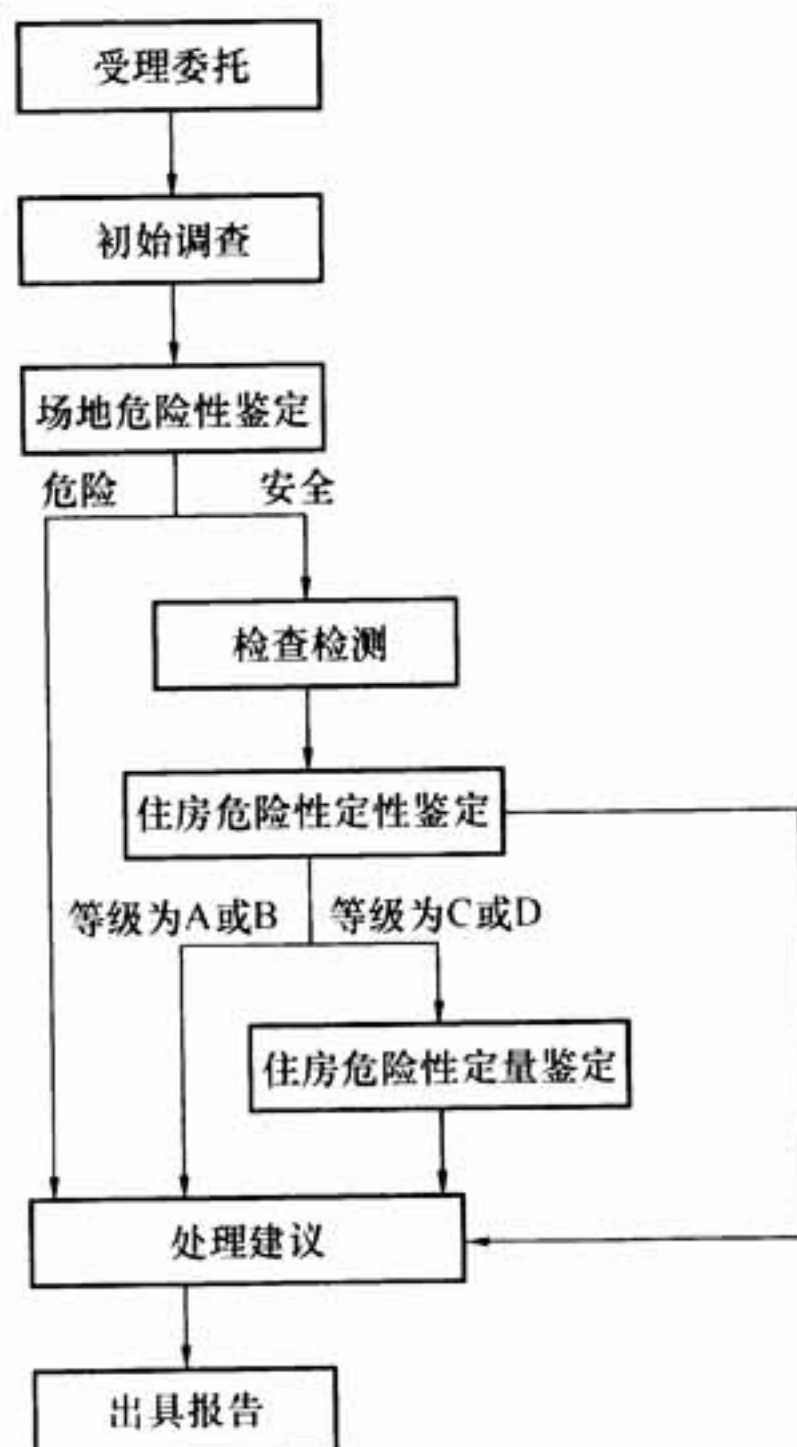 受理委托
初始调查
场地危险性鉴定
危险
安全
检查检测
住房危险性定性鉴定
等级为A或B
等级为C或D
住房危险性定量鉴定
处理建议
出具报告